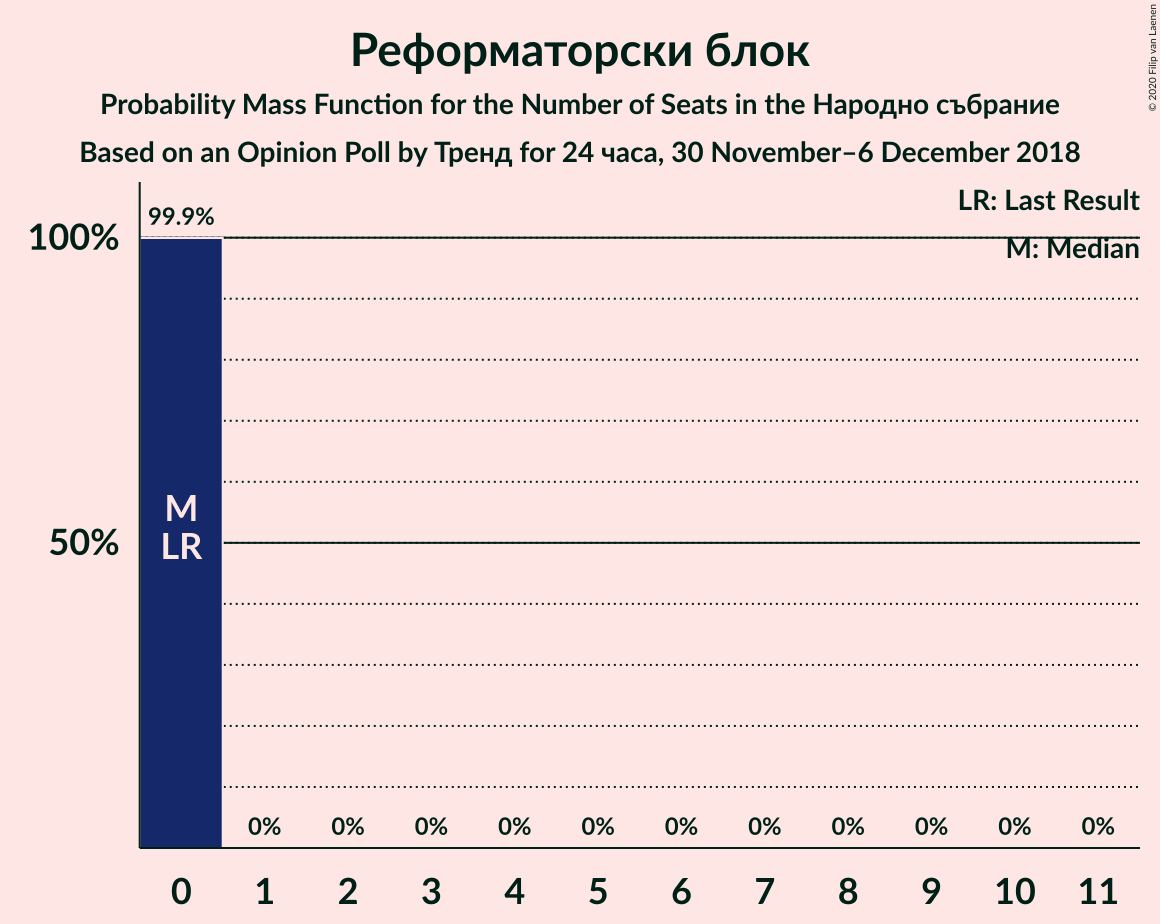 Реформаторски блок
Probability Mass Function for the Number of Seats in the Народно събрание
Based on an Opinion Poll by Тренд for 24 часа, 30 November–6 December 2018
© 2020 Filip van Laenen
LR: Last Result
M: Median
99.9%
100%
50%
M
LR
0% 0% 0% 0% 0% 0% 0% 0% 0% 0% 0%
0 1 2 3 4 5 6 7 8 9 10 11